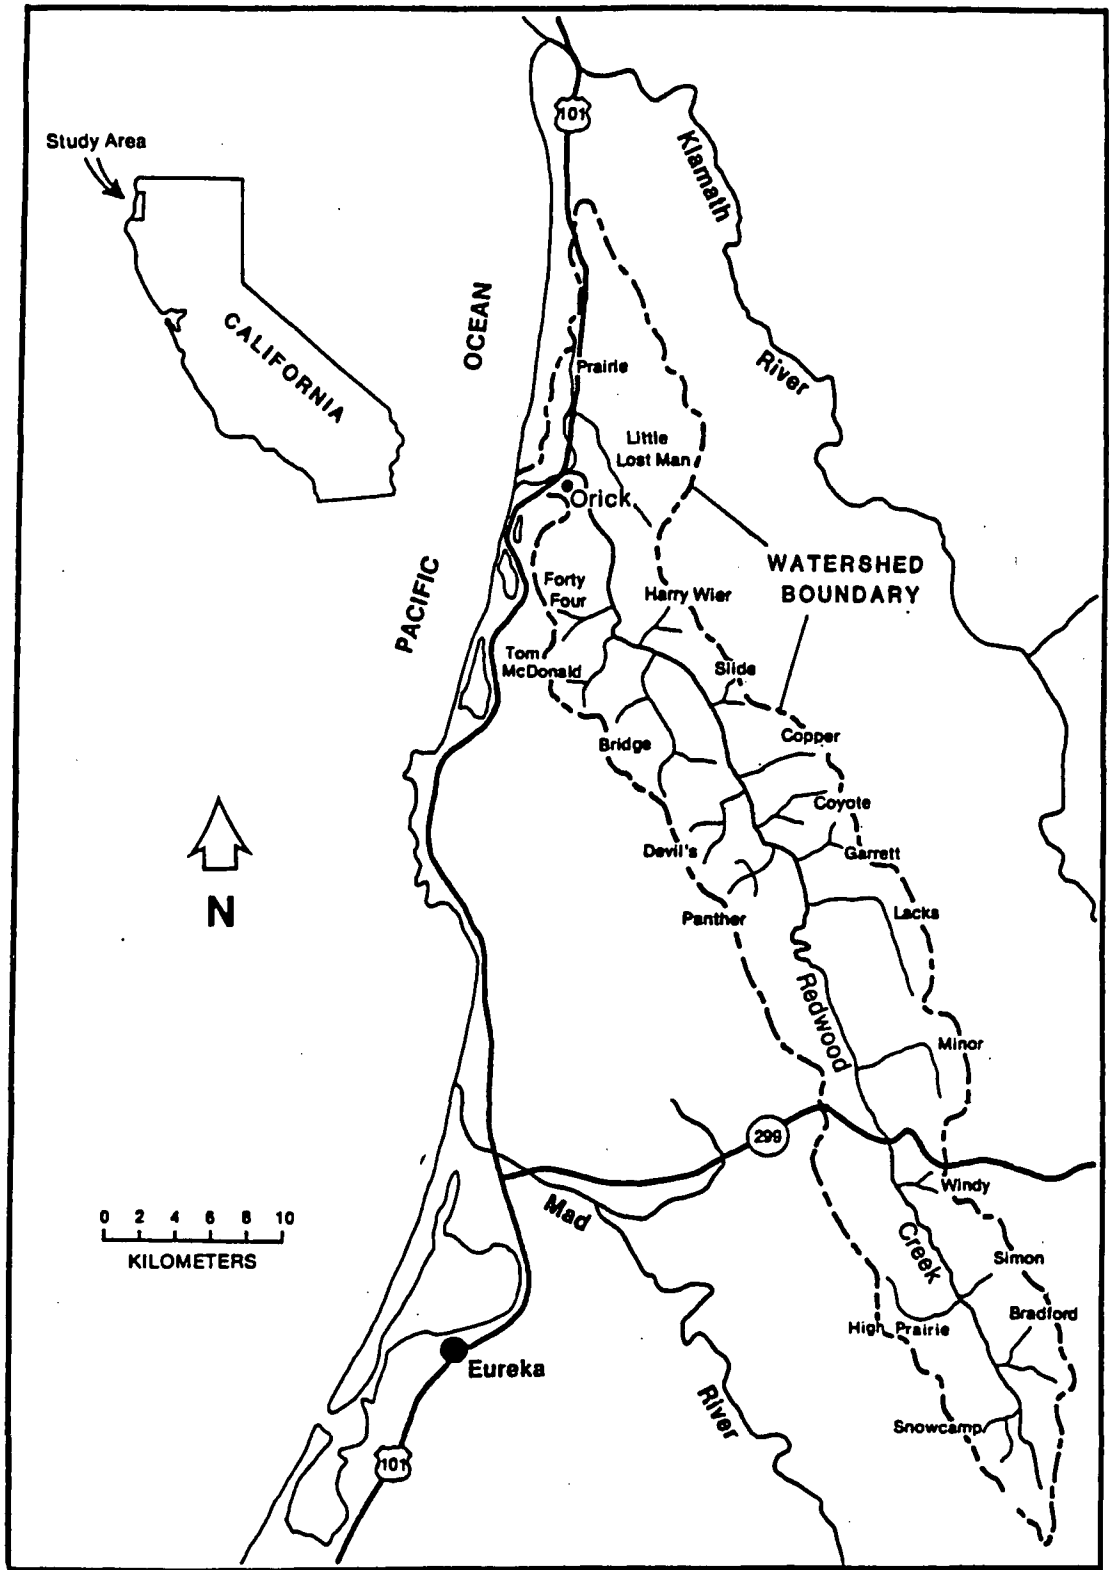 101
Klamath
Study Area
OCEAN
CALIFORNIA
Prairie
River
Little
Lost Man
Orick
WATERSHED
BOUNDARY
PACIFIC
Forty
Four
Harry Wier
Tom
McDonald
Slide
Bridge
Copper
Coyote
Devil's
Garrett
N
Panther
Lacks
Redwood
Minor
299
Windy
Mad
0 2 4 6 8 10
KILOMETERS
Creek
Simon
Bradford
High Prairie
Eureka
River
Snowcamp
101